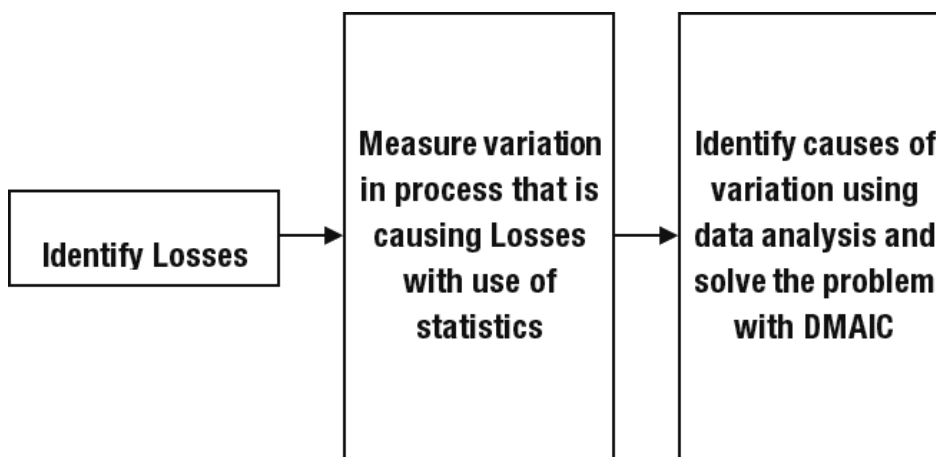 Identify Losses
Measure variation
in process that is
causing Losses
with use of
statistics
Identify causes of
variation using
data analysis and
solve the problem
with DMAIC